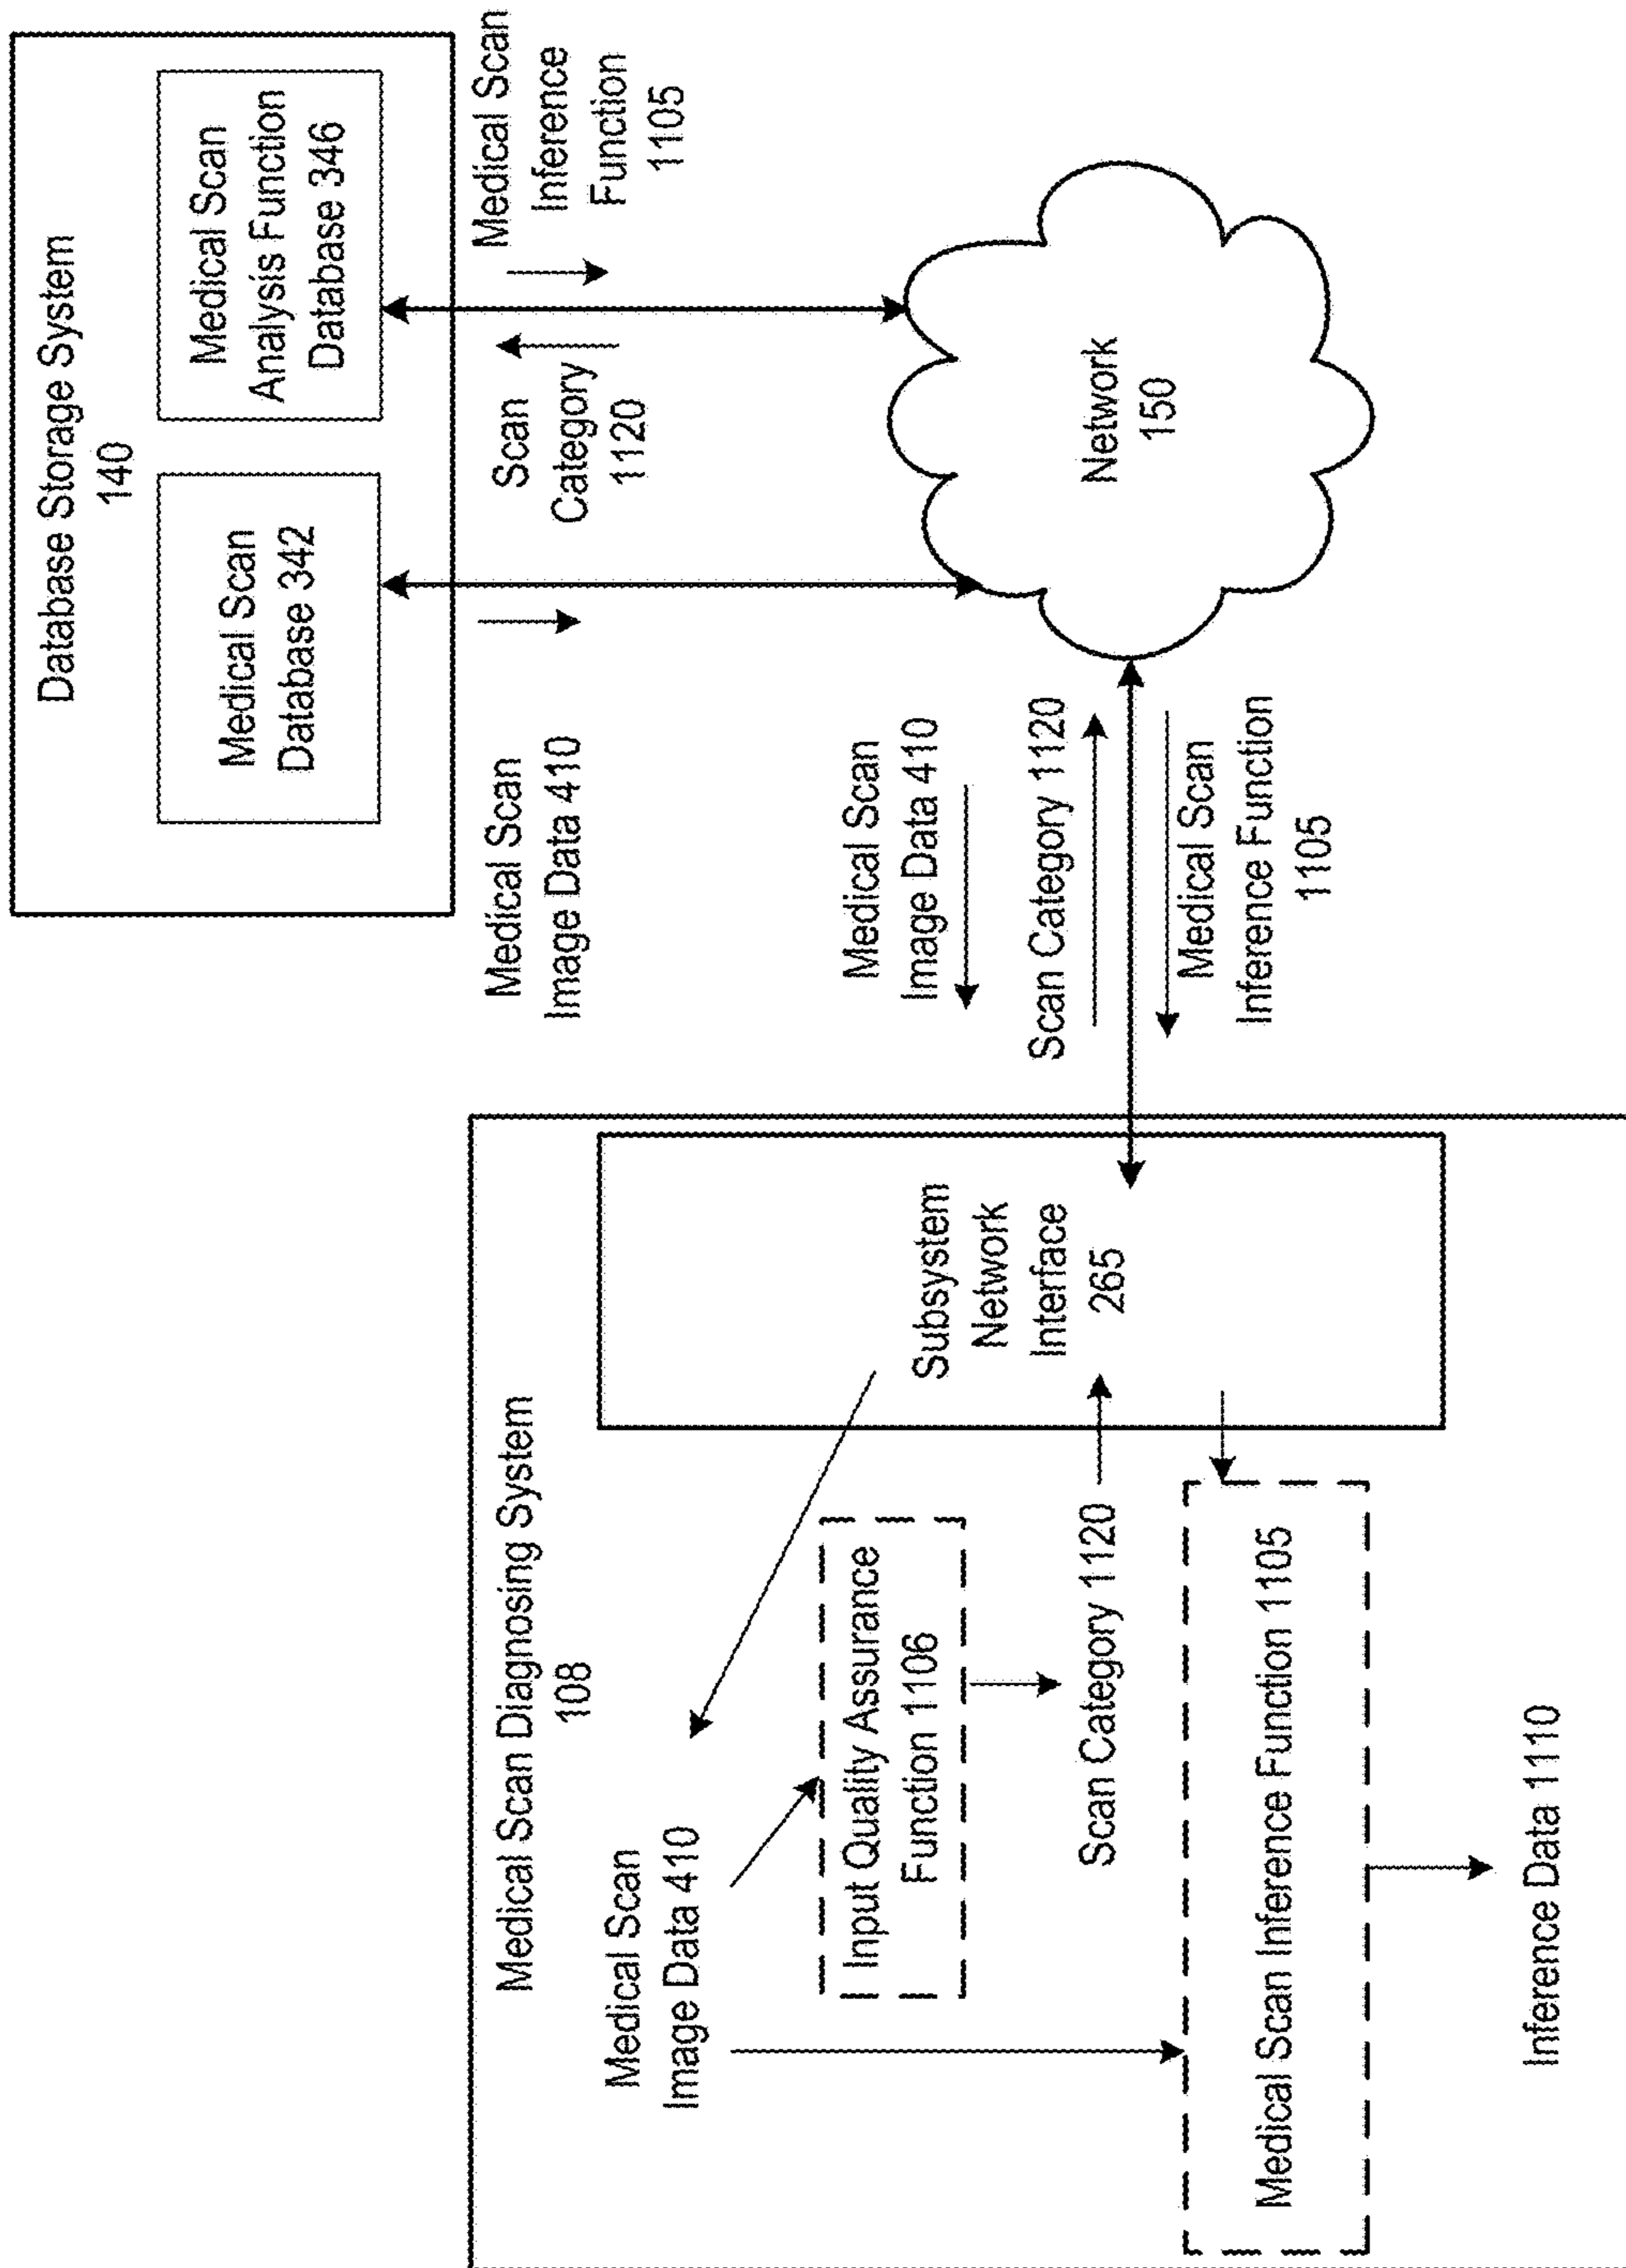 Database Storage System
140
Medical Scan
Database 342
Medical Scan
Analysis Function
Database 346
Medical Scan
Image Data 410
Scan
Category
1120
Medical Scan
Inference
Function
1105
Medical Scan Diagnosing System
108
Medical Scan
Image Data 410
Input Quality Assurance
Function 1106
Scan Category 1120
Medical Scan Inference Function 1105
Inference Data 1110
Subsystem
Network
Interface
265
Medical Scan
Image Data 410
Scan Category 1120
Medical Scan
Inference Function
1105
Network
150